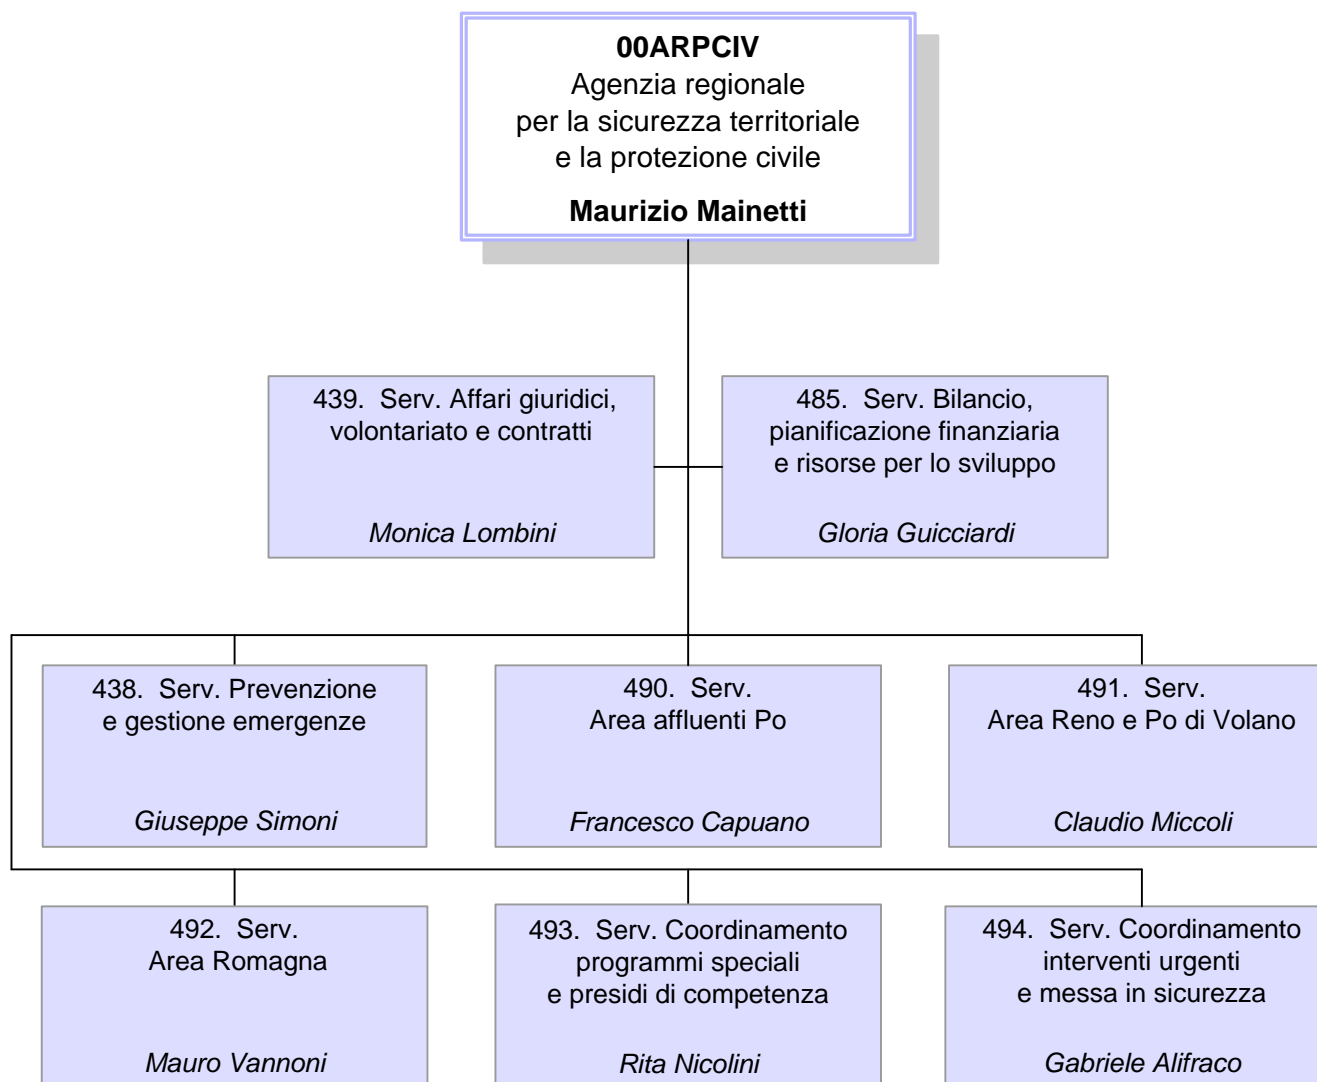 00ARPCIV
Agenzia regionale
per la sicurezza territoriale
e la protezione civile
Maurizio Mainetti
439. Serv. Affari giuridici,
volontariato e contratti
Monica Lombini
485. Serv. Bilancio,
pianificazione finanziaria
e risorse per lo sviluppo
Gloria Guicciardi
438. Serv. Prevenzione
e gestione emergenze
Giuseppe Simoni
490. Serv.
Area affluenti Po
Francesco Capuano
491. Serv.
Area Reno e Po di Volano
Claudio Miccoli
492. Serv.
Area Romagna
Mauro Vannoni
493. Serv. Coordinamento
programmi speciali
e presidi di competenza
Rita Nicolini
494. Serv. Coordinamento
interventi urgenti
e messa in sicurezza
Gabriele Alifraco